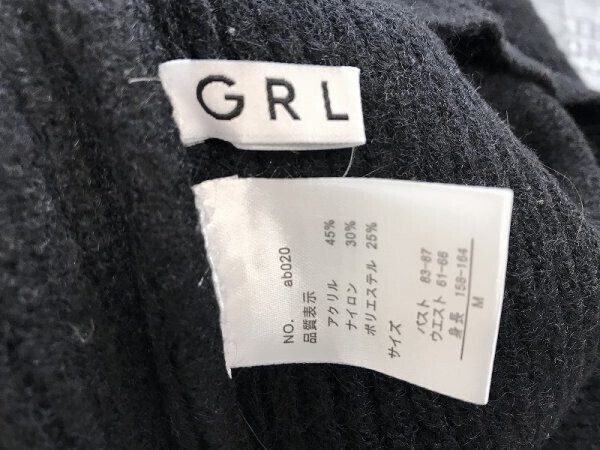 GRL
NO. ab020
品質表示
アクリル 45%
ナイロン 30%
ポリエステル 25%
サイズ
バスト 83-87
ウエスト 61-66
身長 158-164
M